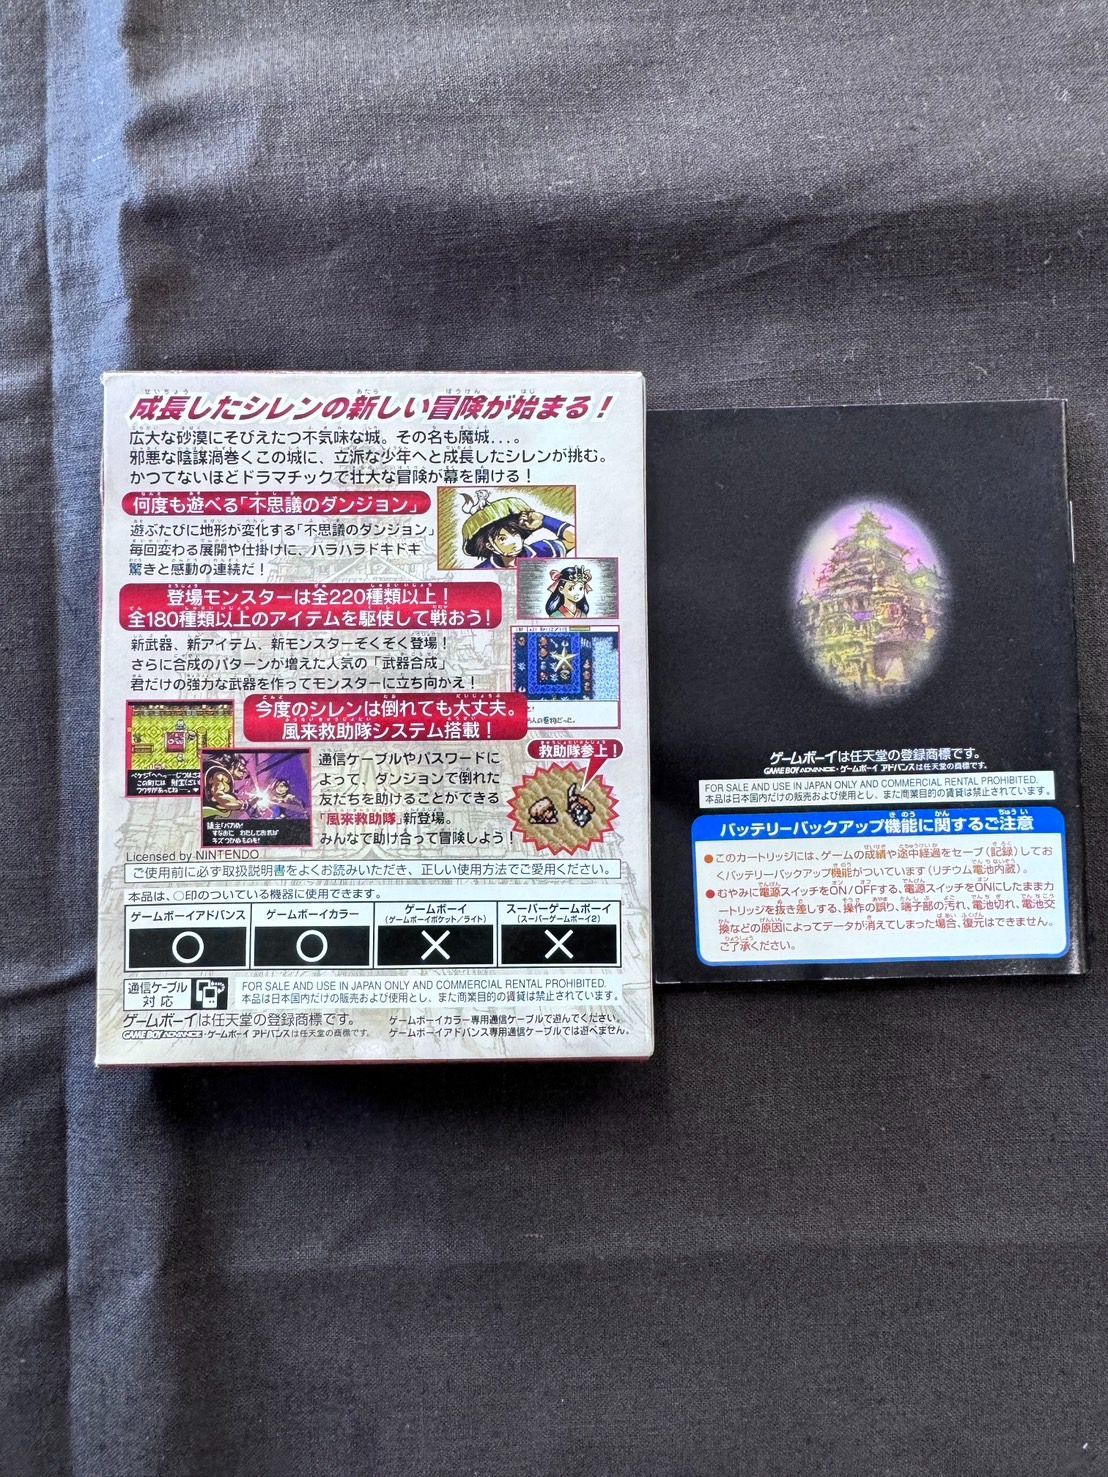 成長したシレンの新しい冒険が始まる！
広大な砂漠にそびえたつ不気味な城。その名も魔城...。
邪悪な陰謀渦巻くこの城に、立派な少年へと成長したシレンが挑む。
かつてないほどドラマチックで壮大な冒険が幕を開ける！
何度も遊べる「不思議のダンジョン」
遊ぶたびに地形が変化する「不思議のダンジョン」
毎回変わる展開や仕掛けに、ハラハラドキドキ
驚きと感動の連続だ！
登場モンスターは全220種類以上！
全180種類以上のアイテムを駆使して戦おう！
新武器、新アイテム、新モンスターぞくぞく登場！
さらに合成のパターンが増えた人気の「武器合成」
君だけの強力な武器を作ってモンスターに立ち向かえ！
今度のシレンは倒れても大丈夫。
風来救助隊システム搭載！
通信ケーブルやパスワードに
よって、ダンジョンで倒れた
友だちを助けることができる
「風来救助隊」新登場。
みんなで助け合って冒険しよう！
救助隊参上！
Licensed by NINTENDO
ご使用前に必ず取扱説明書をよくお読みいただき、正しい使用方法でご愛用ください。
本品は、○印のついている機器に使用できます。
ゲームボーイアドバンス
○
ゲームボーイカラー
○
ゲームボーイ
(ゲームボーイポケット/ライト)
×
スーパーゲームボーイ
(スーパーゲームボーイ2)
×
通信ケーブル
対応
FOR SALE AND USE IN JAPAN ONLY AND COMMERCIAL RENTAL PROHIBITED.
本品は日本国内だけの販売および使用とし、また商業目的の賃貸は禁止されています。
ゲームボーイは任天堂の登録商標です。
GAME BOY ADVANCE・ゲームボーイ アドバンスは任天堂の商標です。
ゲームボーイカラー専用通信ケーブルで遊んでください。
ゲームボーイアドバンス専用通信ケーブルでは遊べません。
ゲームボーイは任天堂の登録商標です。
GAME BOY ADVANCE・ゲームボーイ アドバンスは任天堂の商標です。
FOR SALE AND USE IN JAPAN ONLY AND COMMERCIAL RENTAL PROHIBITED.
本品は日本国内だけの販売および使用とし、また商業目的の賃貸は禁止されています。
バッテリーバックアップ機能に関するご注意
●このカートリッジには、ゲームの成績や途中経過をセーブ（記録）してお
くバッテリーバックアップ機能がついています（リチウム電池内蔵）。
●むやみに電源スイッチをON/OFFする、電源スイッチをONにしたままカ
ートリッジを抜き差しする、操作の誤り、端子部の汚れ、電池切れ、電池交
換などの原因によってデータが消えてしまった場合、復元はできません。
ご了承ください。